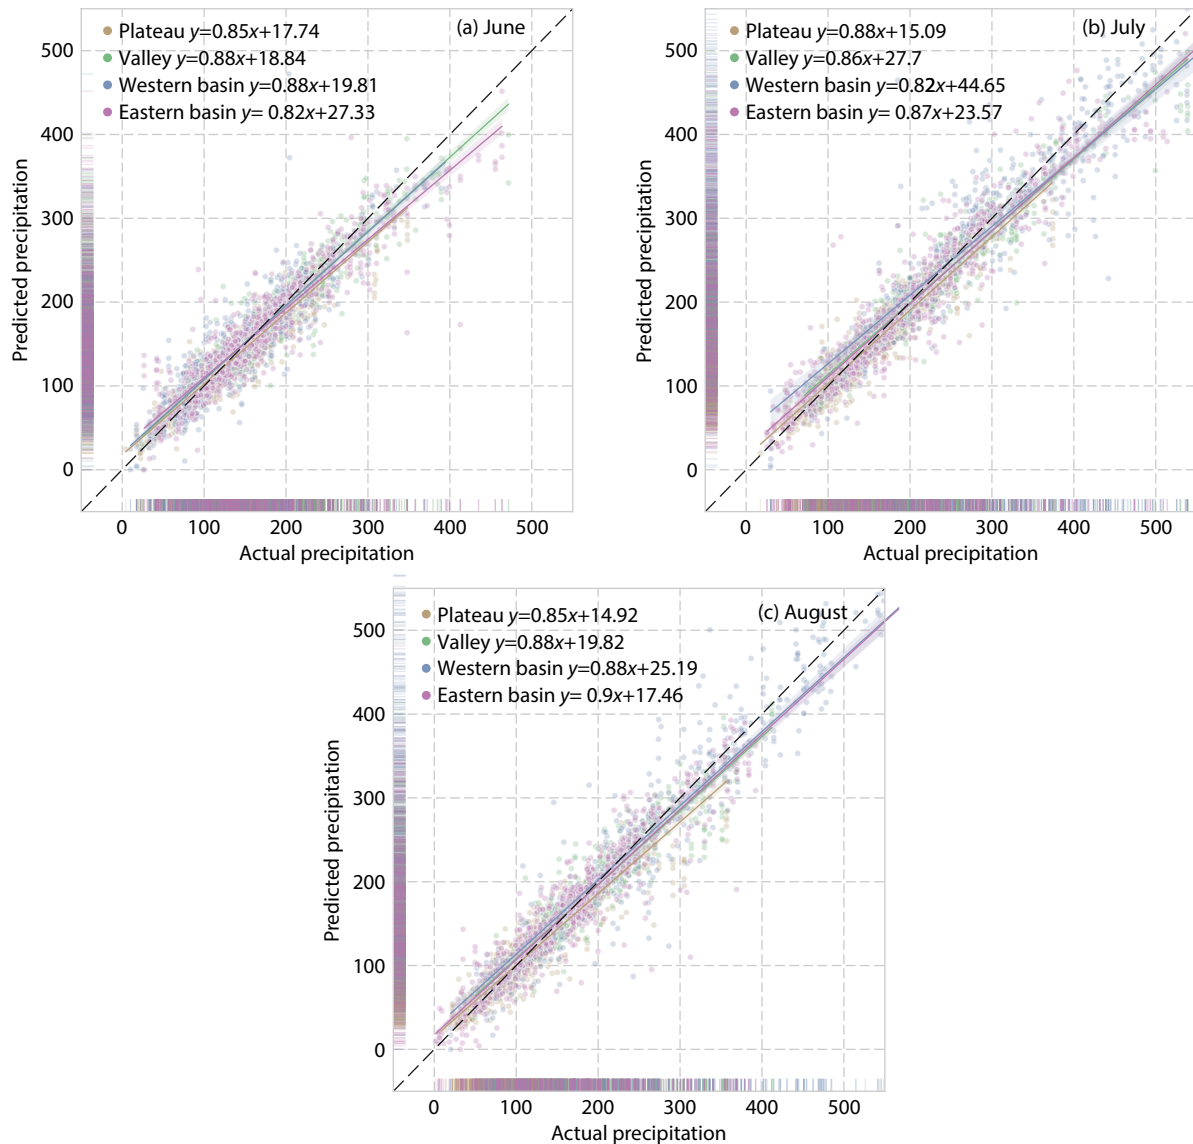 (a) June
Plateau y=0.85x+17.74
Valley y=0.88x+18.84
Western basin y=0.88x+19.81
Eastern basin y= 0.82x+27.33
Predicted precipitation
500
400
300
200
100
0
0 100 200 300 400 500
Actual precipitation
(b) July
Plateau y=0.88x+15.09
Valley y=0.86x+27.7
Western basin y=0.82x+44.65
Eastern basin y= 0.87x+23.57
Predicted precipitation
500
400
300
200
100
0
0 100 200 300 400 500
Actual precipitation
(c) August
Plateau y=0.85x+14.92
Valley y=0.88x+19.82
Western basin y=0.88x+25.19
Eastern basin y= 0.9x+17.46
Predicted precipitation
500
400
300
200
100
0
0 100 200 300 400 500
Actual precipitation